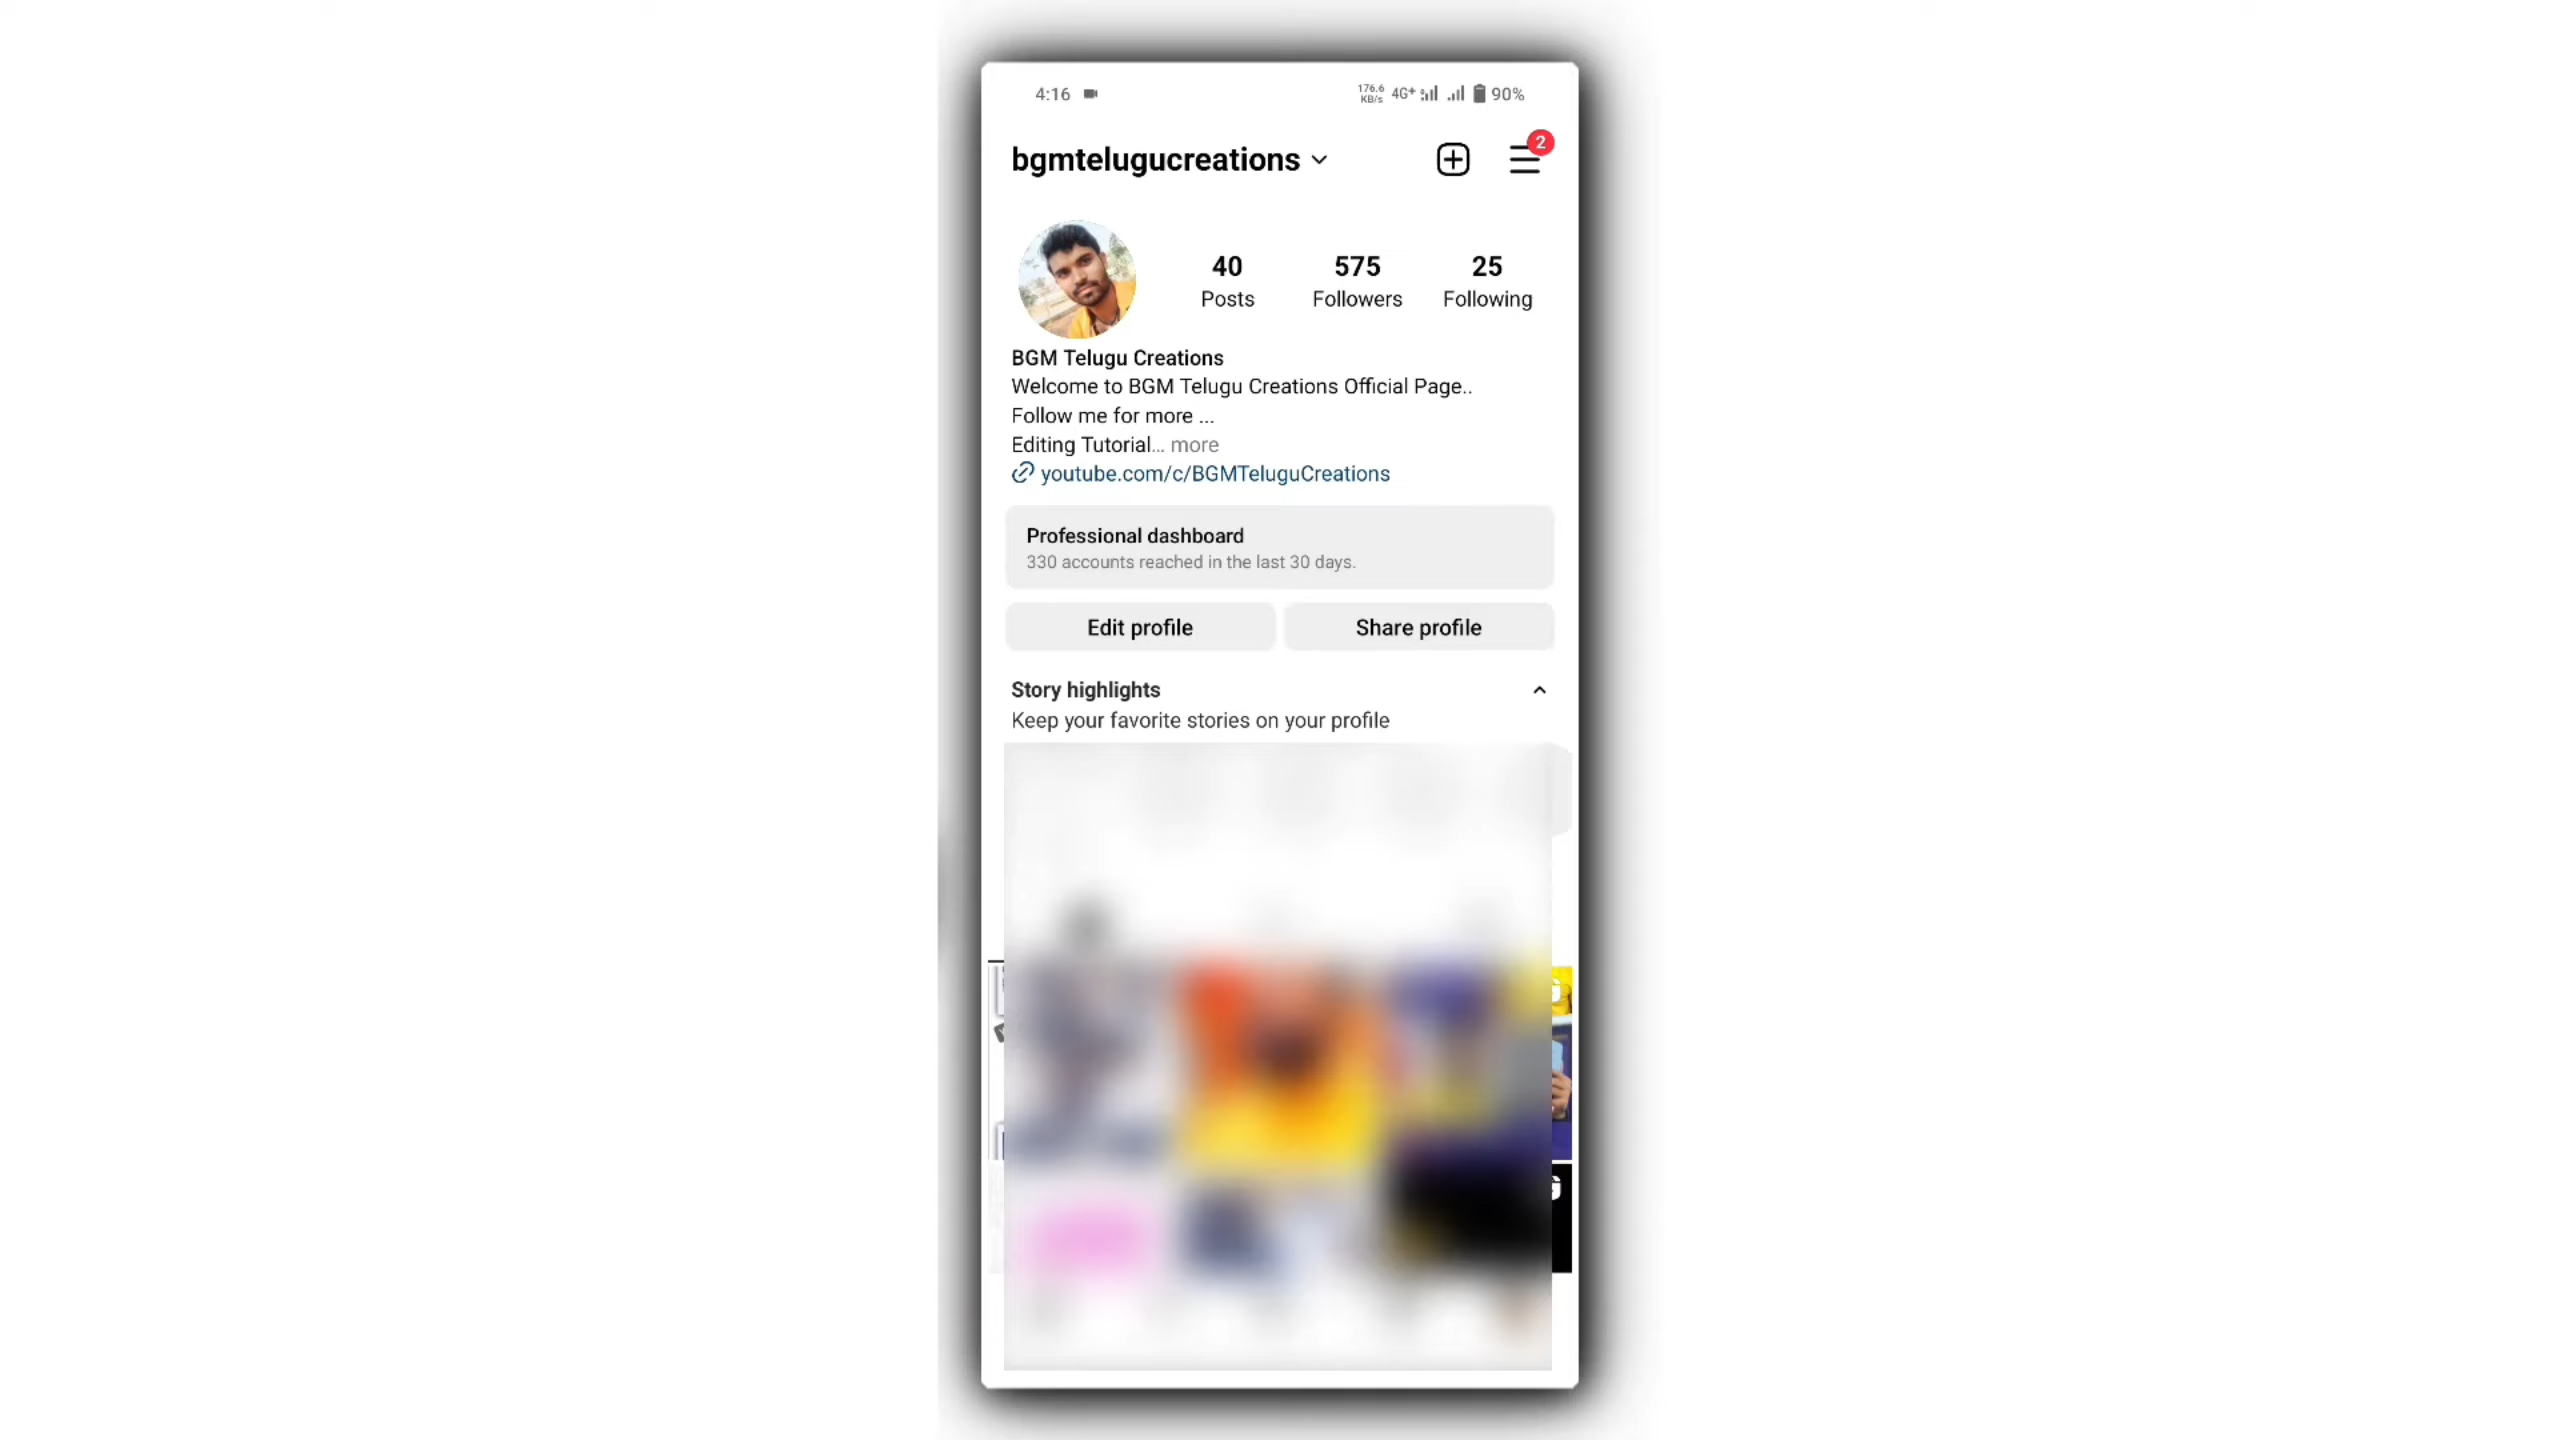 4:16
176.6 KB/s 4G+ 90%
bgmtelugucreations
2
40 575 25
Posts Followers Following
BGM Telugu Creations
Welcome to BGM Telugu Creations Official Page..
Follow me for more ...
Editing Tutorial... more
youtube.com/c/BGMTeluguCreations
Professional dashboard
330 accounts reached in the last 30 days.
Edit profile Share profile
Story highlights
Keep your favorite stories on your profile